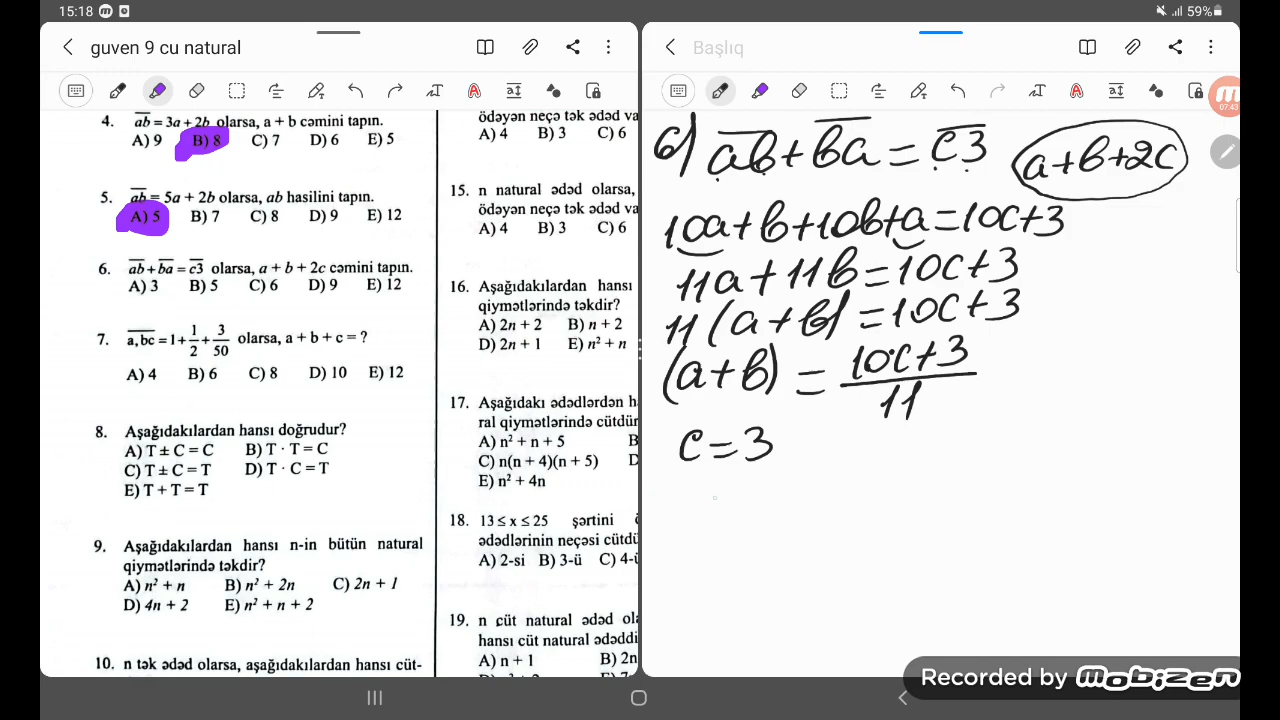 15:18
59%
guven 9 cu natural
Başlıq
07:43
4. ab = 3a + 2b olarsa, a + b cəmini tapın.
A) 9 B) 8 C) 7 D) 6 E) 5
5. ab = 5a + 2b olarsa, ab hasilini tapın.
A) 5 B) 7 C) 8 D) 9 E) 12
6. ab + ba = c3 olarsa, a + b + 2c cəmini tapın.
A) 3 B) 5 C) 6 D) 9 E) 12
7. a,bc = 1 + 1/2 + 3/50 olarsa, a + b + c = ?
A) 4 B) 6 C) 8 D) 10 E) 12
8. Aşağıdakılardan hansı doğrudur?
A) T ± C = C B) T · T = C
C) T ± C = T D) T · C = T
E) T + T = T
9. Aşağıdakılardan hansı n-in bütün natural
qiymətlərində təkdir?
A) n² + n B) n² + 2n C) 2n + 1
D) 4n + 2 E) n² + n + 2
10. n tək ədəd olarsa, aşağıdakılardan hansı cüt-
ödəyən neçə tək ədəd va
A) 4 B) 3 C) 6
15. n natural ədəd olarsa,
ödəyən neçə tək ədəd va
A) 4 B) 3 C) 6
16. Aşağıdakılardan hansı
qiymətlərində təkdir?
A) 2n + 2 B) n + 2
D) 2n + 1 E) n² + n
17. Aşağıdakı ədədlərdən h
ral qiymətlərində cütdür
A) n² + n + 5 B
C) n(n + 4)(n + 5) D
E) n² + 4n
18. 13 ≤ x ≤ 25 şərtini
ədədlərinin neçəsi cütdü
A) 2-si B) 3-ü C) 4-ü
19. n cüt natural ədəd ola
hansı cüt natural ədəddi
A) n + 1 B) 2n
6) ab + ba = c3 a+b+2c
10a+b+10b+a=10c+3
11a+11b=10c+3
11(a+b)=10c+3
(a+b) = 10c+3/11
c=3
Recorded by mobizen